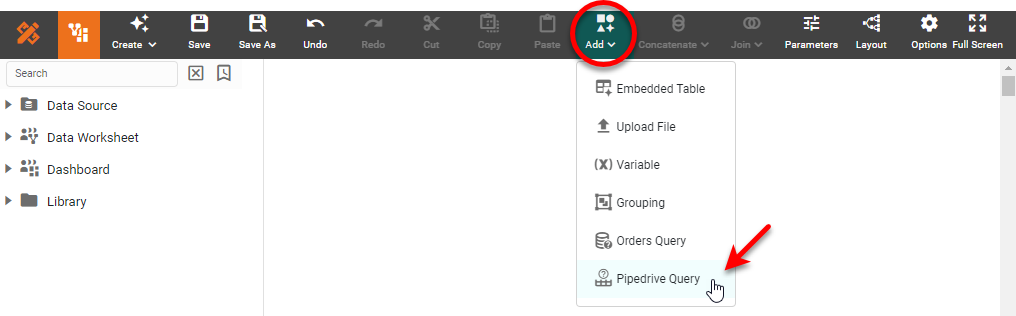 Create
Save
Save As
Undo
Redo
Cut
Copy
Paste
Add
Concatenate
Join
Parameters
Layout
Options
Full Screen
Search
Data Source
Data Worksheet
Dashboard
Library
Embedded Table
Upload File
(X) Variable
Grouping
Orders Query
Pipedrive Query